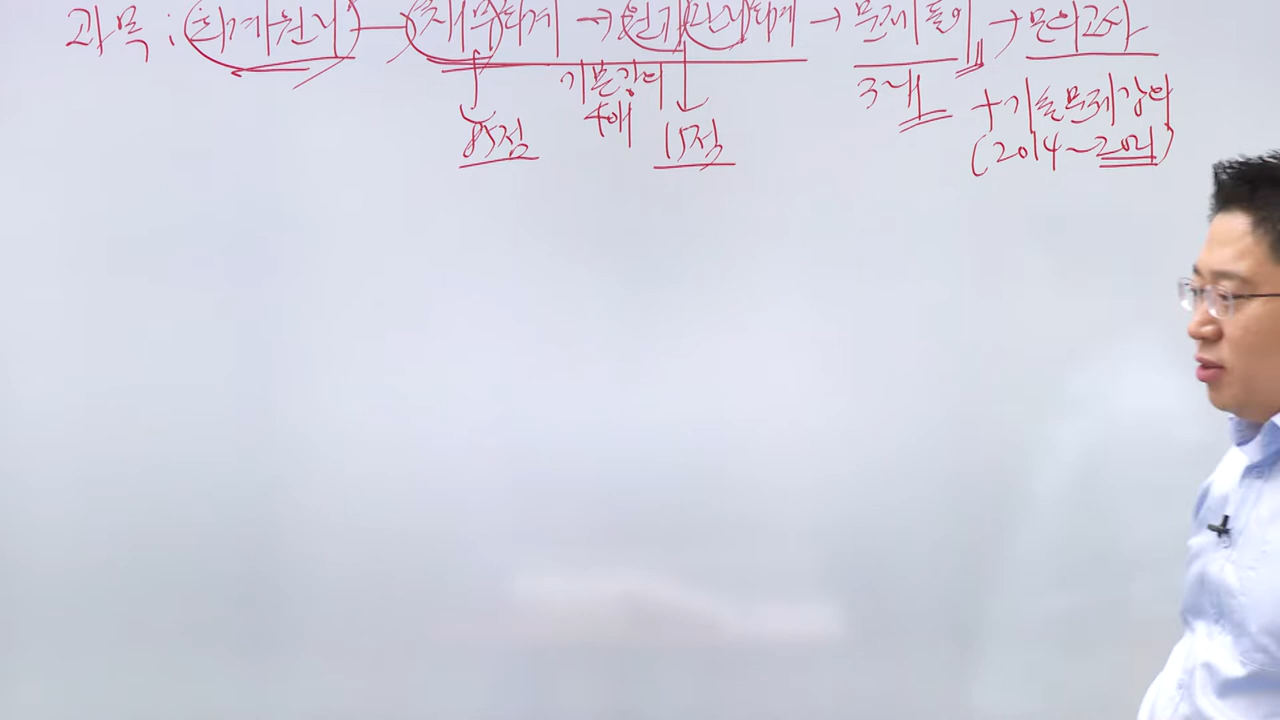 과목 : 회계원리 → 재무회계 → 원가관리회계 → 문제풀이 → 모의고사
기본강의 3개 + 기출문제강의
4개
85점 15점 (2014~2021)